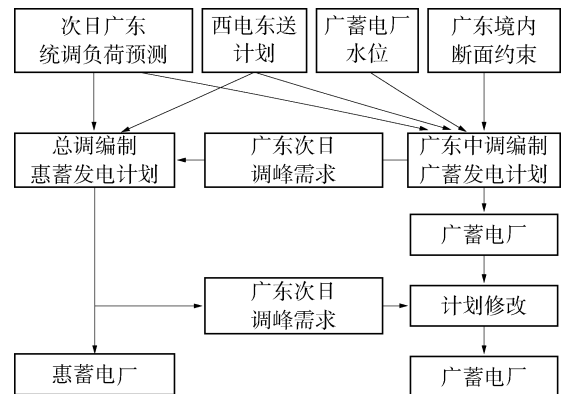 次日广东
统调负荷预测
西电东送
计划
广蓄电厂
水位
广东境内
断面约束
总调编制
惠蓄发电计划
广东次日
调峰需求
广东中调编制
广蓄发电计划
广蓄电厂
广东次日
调峰需求
计划修改
惠蓄电厂
广蓄电厂